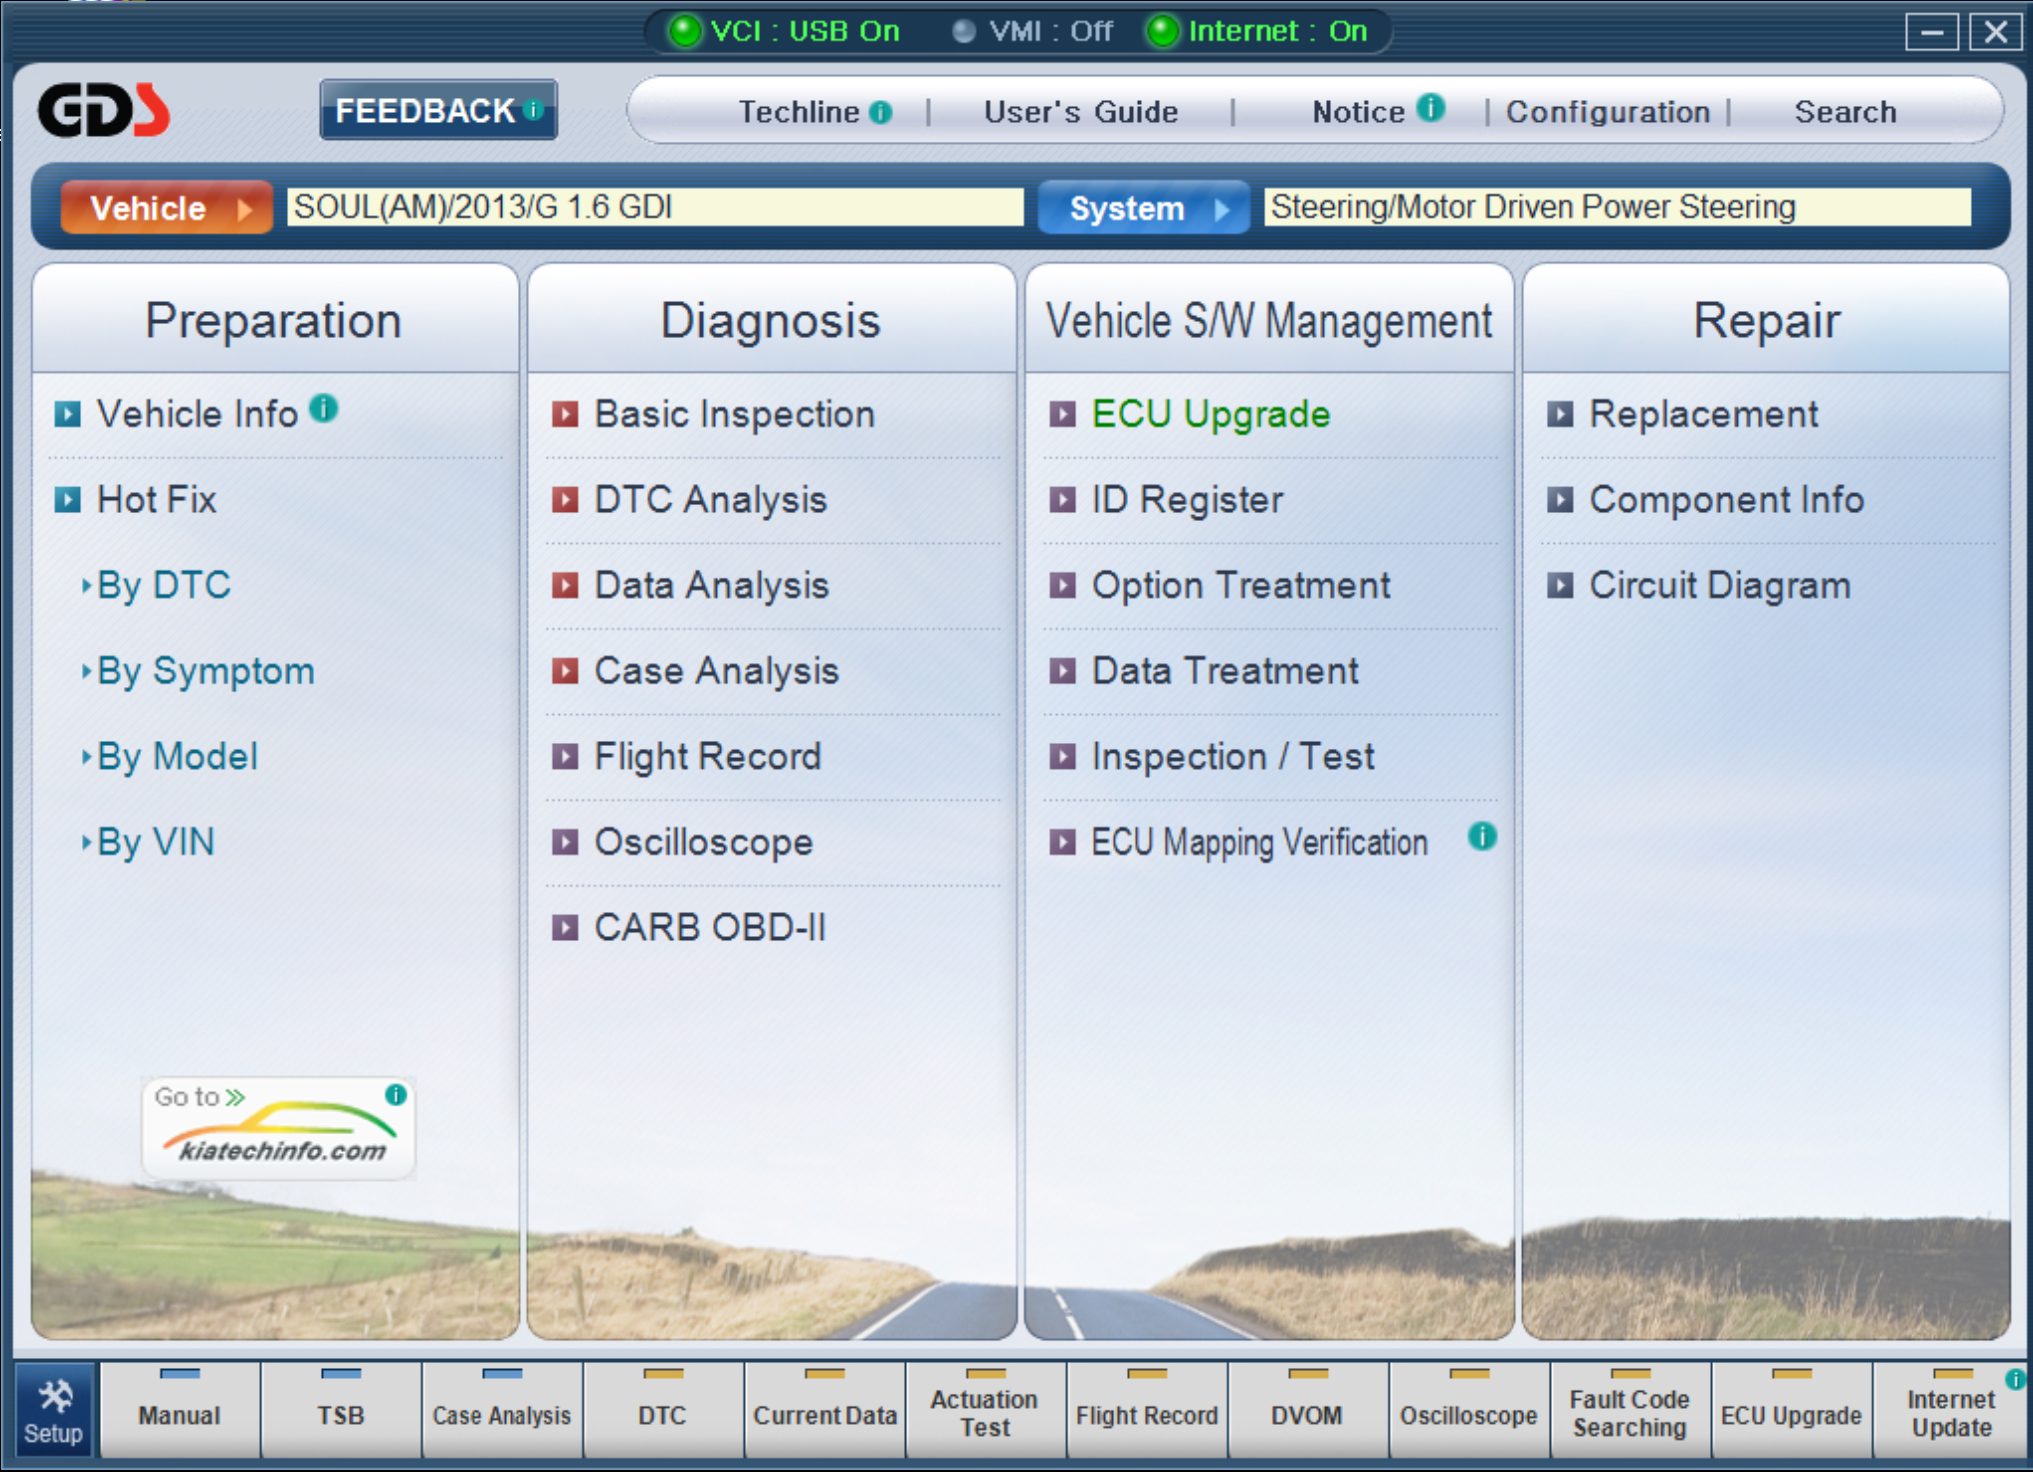 VCI : USB On VMI : Off Internet : On
GDS FEEDBACK Techline | User's Guide | Notice | Configuration | Search
Vehicle SOUL(AM)/2013/G 1.6 GDI System Steering/Motor Driven Power Steering
Preparation
Vehicle Info
Hot Fix
By DTC
By Symptom
By Model
By VIN
Go to »
kiatechinfo.com
Diagnosis
Basic Inspection
DTC Analysis
Data Analysis
Case Analysis
Flight Record
Oscilloscope
CARB OBD-II
Vehicle S/W Management
ECU Upgrade
ID Register
Option Treatment
Data Treatment
Inspection / Test
ECU Mapping Verification
Repair
Replacement
Component Info
Circuit Diagram
Setup
Manual
TSB
Case Analysis
DTC
Current Data
Actuation
Test
Flight Record
DVOM
Oscilloscope
Fault Code
Searching
ECU Upgrade
Internet
Update